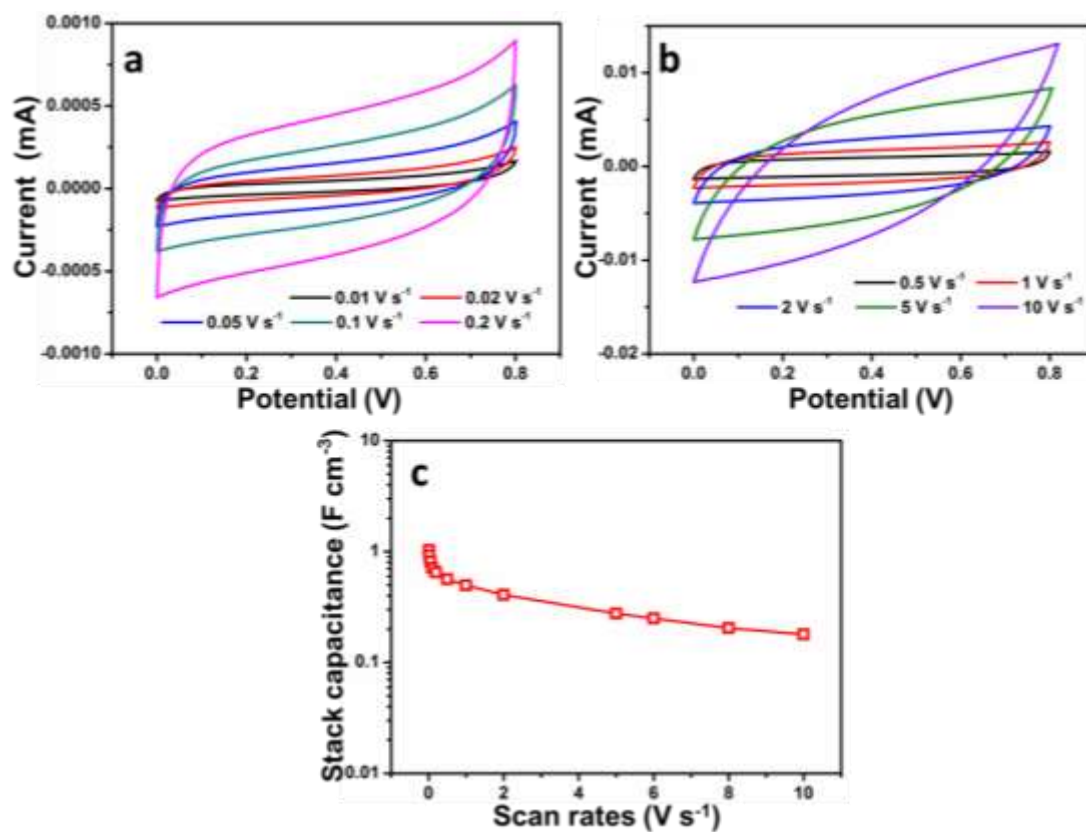 a
Current (mA)
0.0010
0.0005
0.0000
-0.0005
-0.0010
0.01 V s⁻¹ 0.02 V s⁻¹
0.05 V s⁻¹ 0.1 V s⁻¹ 0.2 V s⁻¹
0.0 0.2 0.4 0.6 0.8
Potential (V)
b
Current (mA)
0.01
0.00
-0.01
-0.02
0.5 V s⁻¹ 1 V s⁻¹
2 V s⁻¹ 5 V s⁻¹ 10 V s⁻¹
0.0 0.2 0.4 0.6 0.8
Potential (V)
c
Stack capacitance (F cm⁻³)
10
1
0.1
0.01
0 2 4 6 8 10
Scan rates (V s⁻¹)